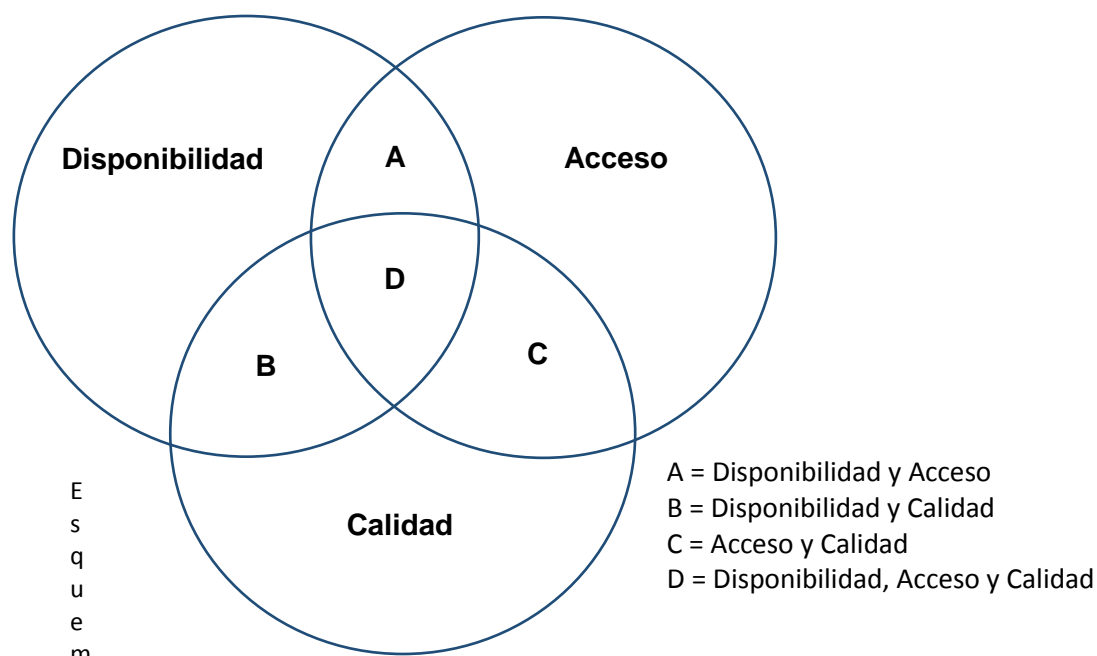 Disponibilidad
A
Acceso
D
B
C
Calidad
A = Disponibilidad y Acceso
B = Disponibilidad y Calidad
C = Acceso y Calidad
D = Disponibilidad, Acceso y Calidad
E
s
q
u
e
m